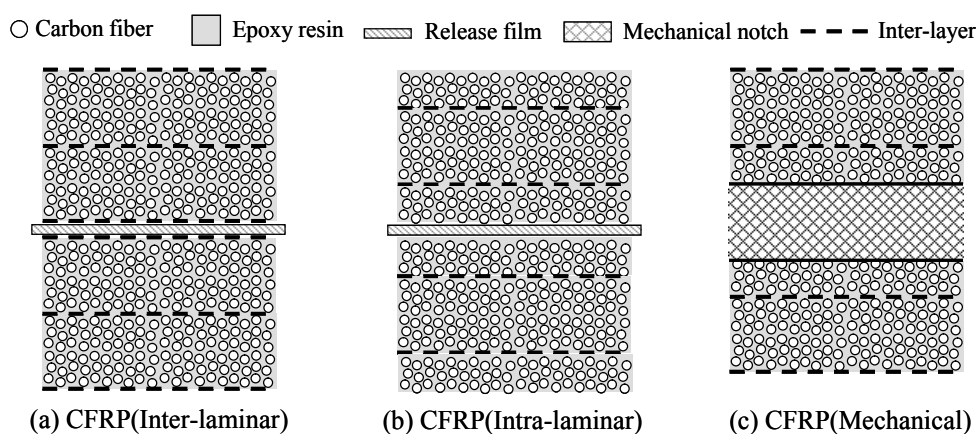 Carbon fiber Epoxy resin Release film Mechanical notch Inter-layer
(a) CFRP(Inter-laminar) (b) CFRP(Intra-laminar) (c) CFRP(Mechanical)